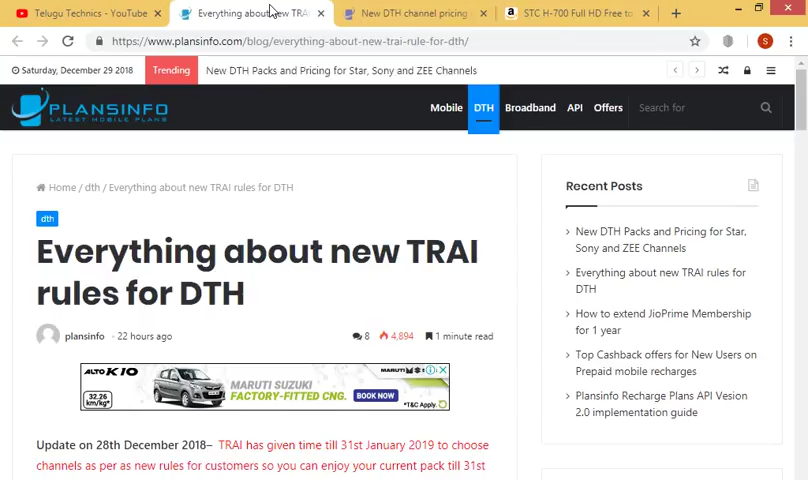 Telugu Technics - YouTube
Everything about new TRAI
New DTH channel pricing
STC H-700 Full HD Free to
https://www.plansinfo.com/blog/everything-about-new-trai-rule-for-dth/
S
Saturday, December 29 2018
Trending
New DTH Packs and Pricing for Star, Sony and ZEE Channels
PLANSINFO
LATEST MOBILE PLANS
Mobile
DTH
Broadband
API
Offers
Search for
Home / dth / Everything about new TRAI rules for DTH
dth
Everything about new TRAI
rules for DTH
plansinfo · 22 hours ago
8
4,894
1 minute read
ALTO K10
32.26
km/kg*
MARUTI SUZUKI
FACTORY-FITTED CNG.
BOOK NOW
*T&C Apply.
Update on 28th December 2018– TRAI has given time till 31st January 2019 to choose
channels as per as new rules for customers so you can enjoy your current pack till 31st
Recent Posts
New DTH Packs and Pricing for Star,
Sony and ZEE Channels
Everything about new TRAI rules for
DTH
How to extend JioPrime Membership
for 1 year
Top Cashback offers for New Users on
Prepaid mobile recharges
Plansinfo Recharge Plans API Vesion
2.0 implementation guide